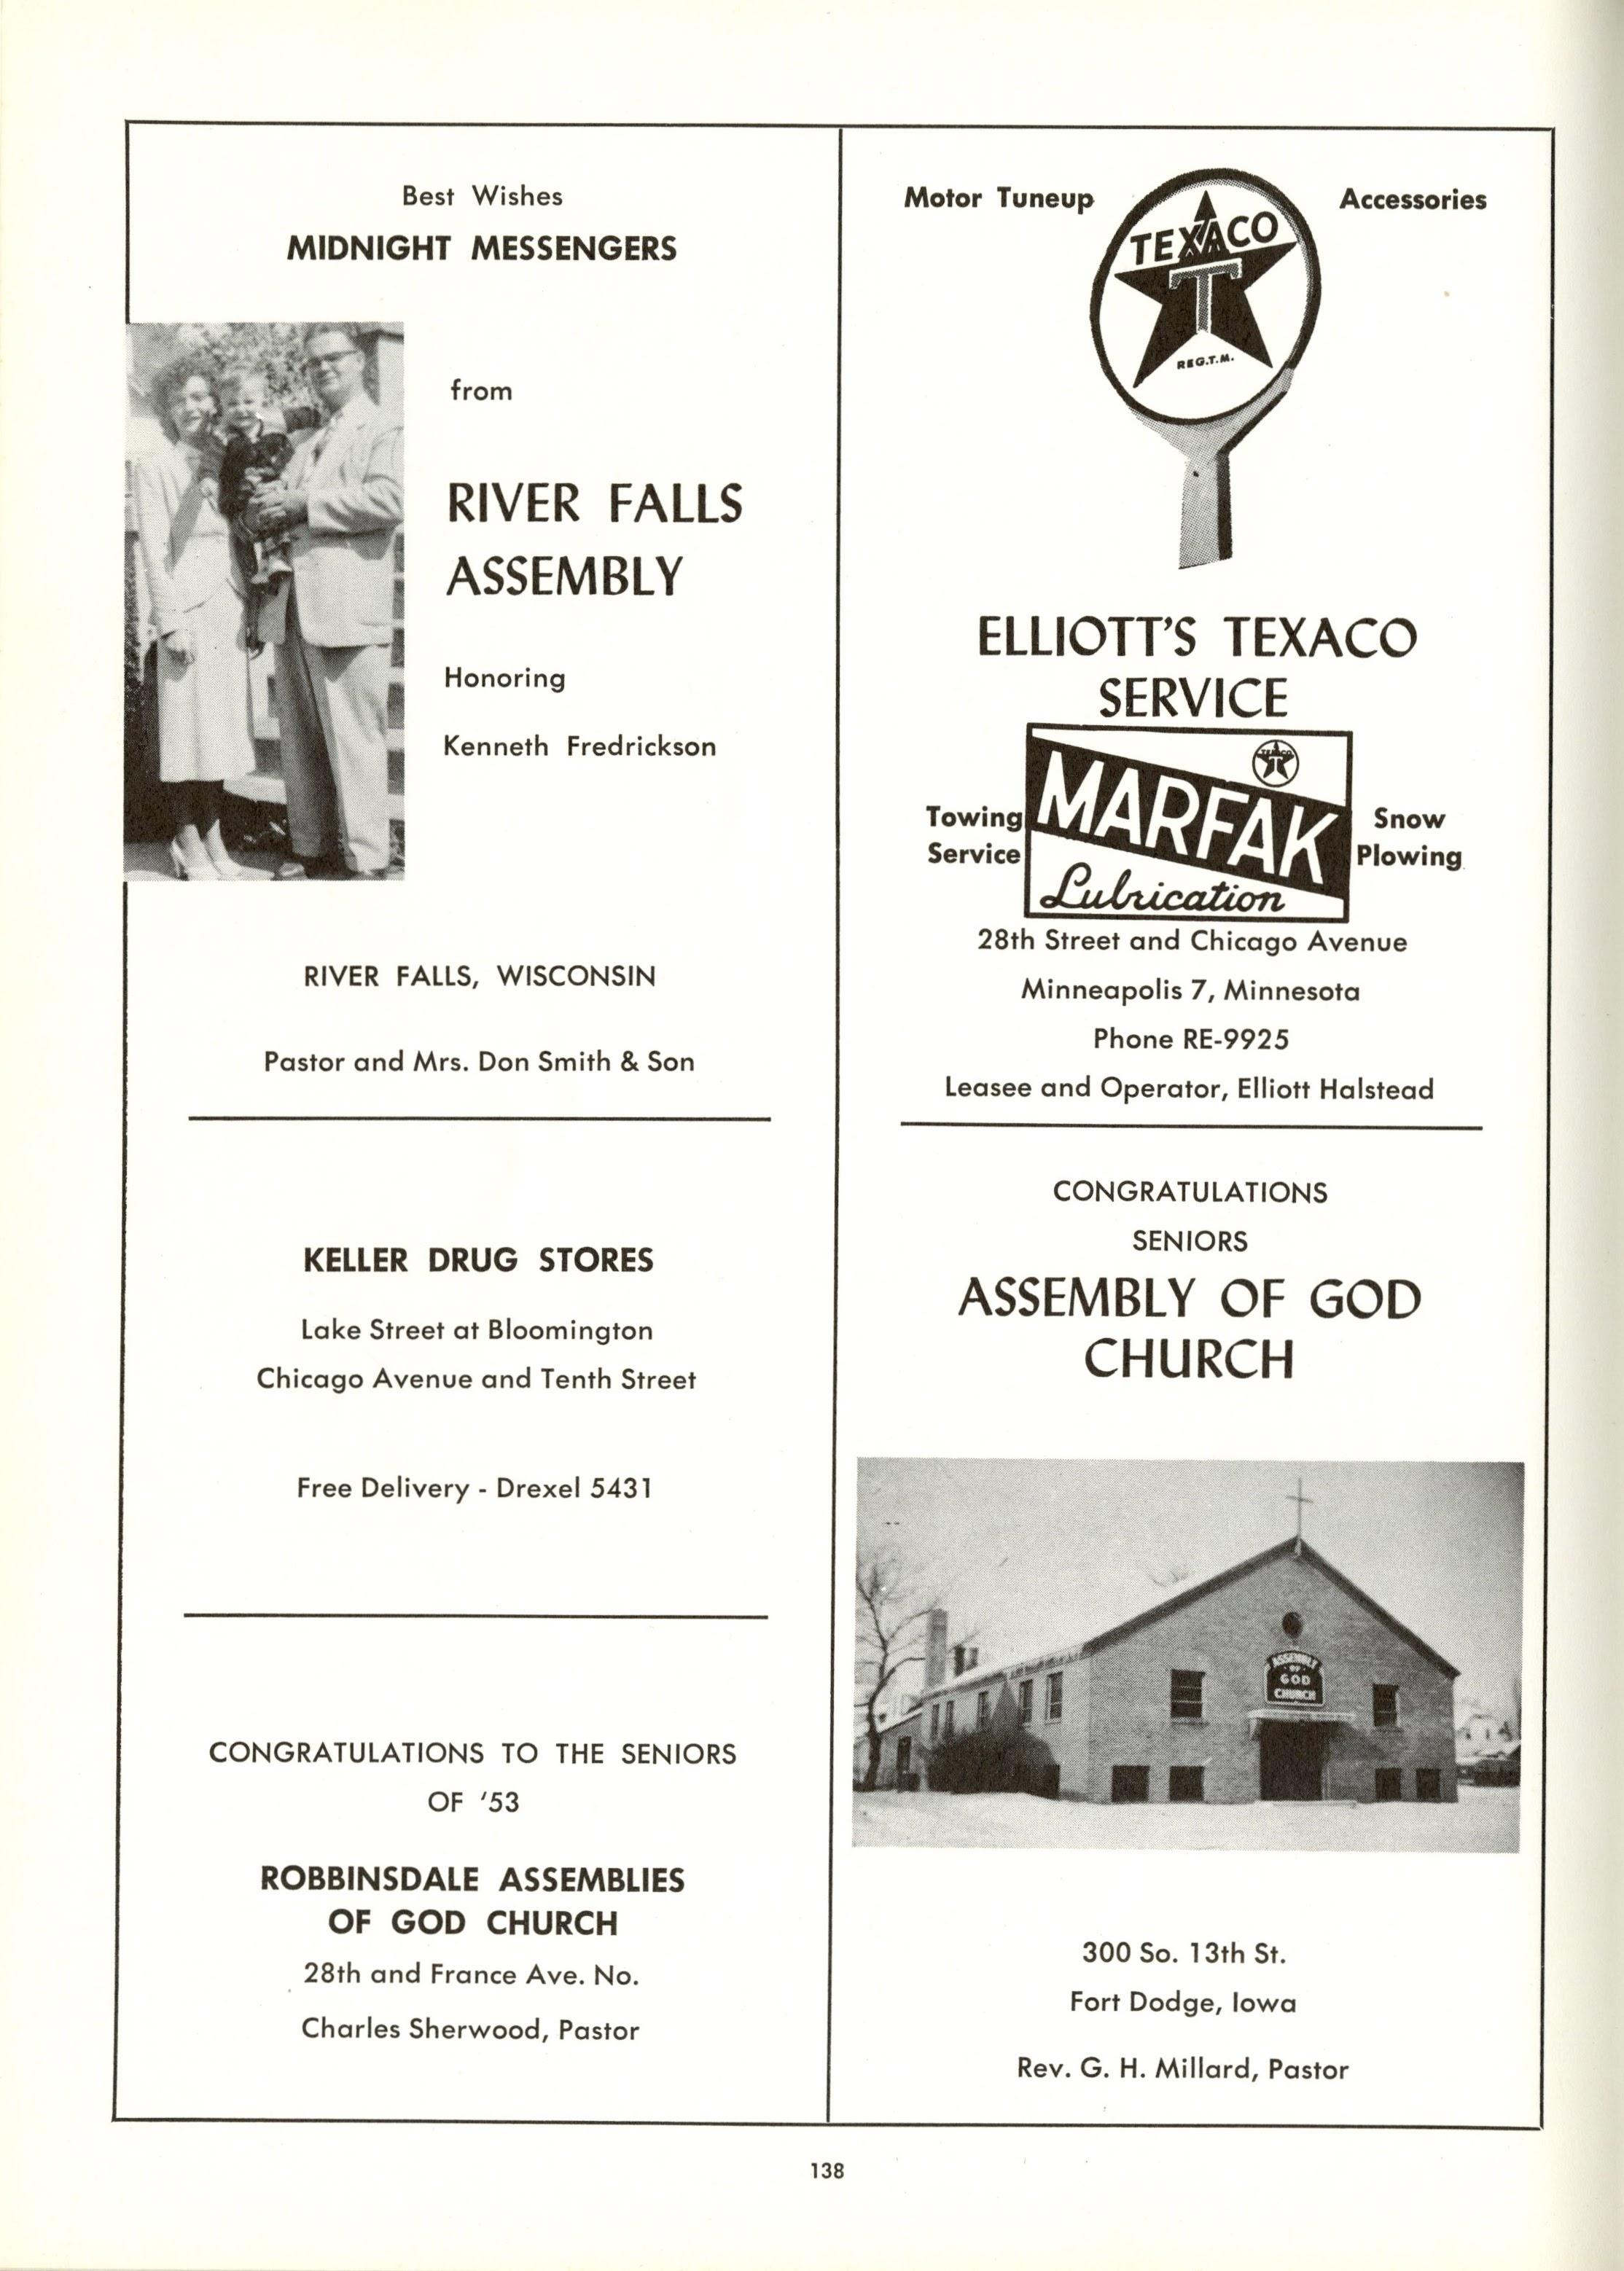 Best Wishes
MIDNIGHT MESSENGERS
from
RIVER FALLS
ASSEMBLY
Honoring
Kenneth Fredrickson
RIVER FALLS, WISCONSIN
Pastor and Mrs. Don Smith & Son
KELLER DRUG STORES
Lake Street at Bloomington
Chicago Avenue and Tenth Street
Free Delivery - Drexel 5431
CONGRATULATIONS TO THE SENIORS
OF '53
ROBBINSDALE ASSEMBLIES
OF GOD CHURCH
28th and France Ave. No.
Charles Sherwood, Pastor
Motor Tuneup
Accessories
TEXACO
T
REG.T.M.
ELLIOTT'S TEXACO
SERVICE
Towing
Service
TEXACO
T
MARFAK
Lubrication
Snow
Plowing
28th Street and Chicago Avenue
Minneapolis 7, Minnesota
Phone RE-9925
Leasee and Operator, Elliott Halstead
CONGRATULATIONS
SENIORS
ASSEMBLY OF GOD
CHURCH
ASSEMBLY
OF
GOD
CHURCH
300 So. 13th St.
Fort Dodge, Iowa
Rev. G. H. Millard, Pastor
138